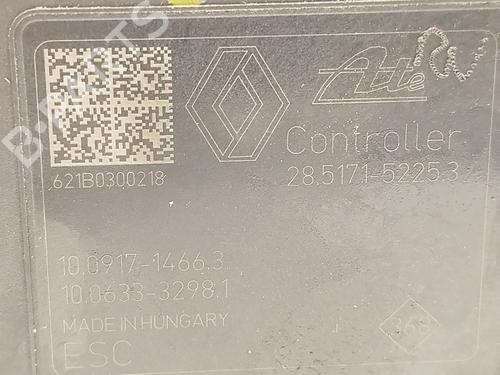 Ate
Controller
621B0300218
28.5171-5225.3
10.0917-1466.3
10.0633-3298.1
MADE IN HUNGARY
ESC